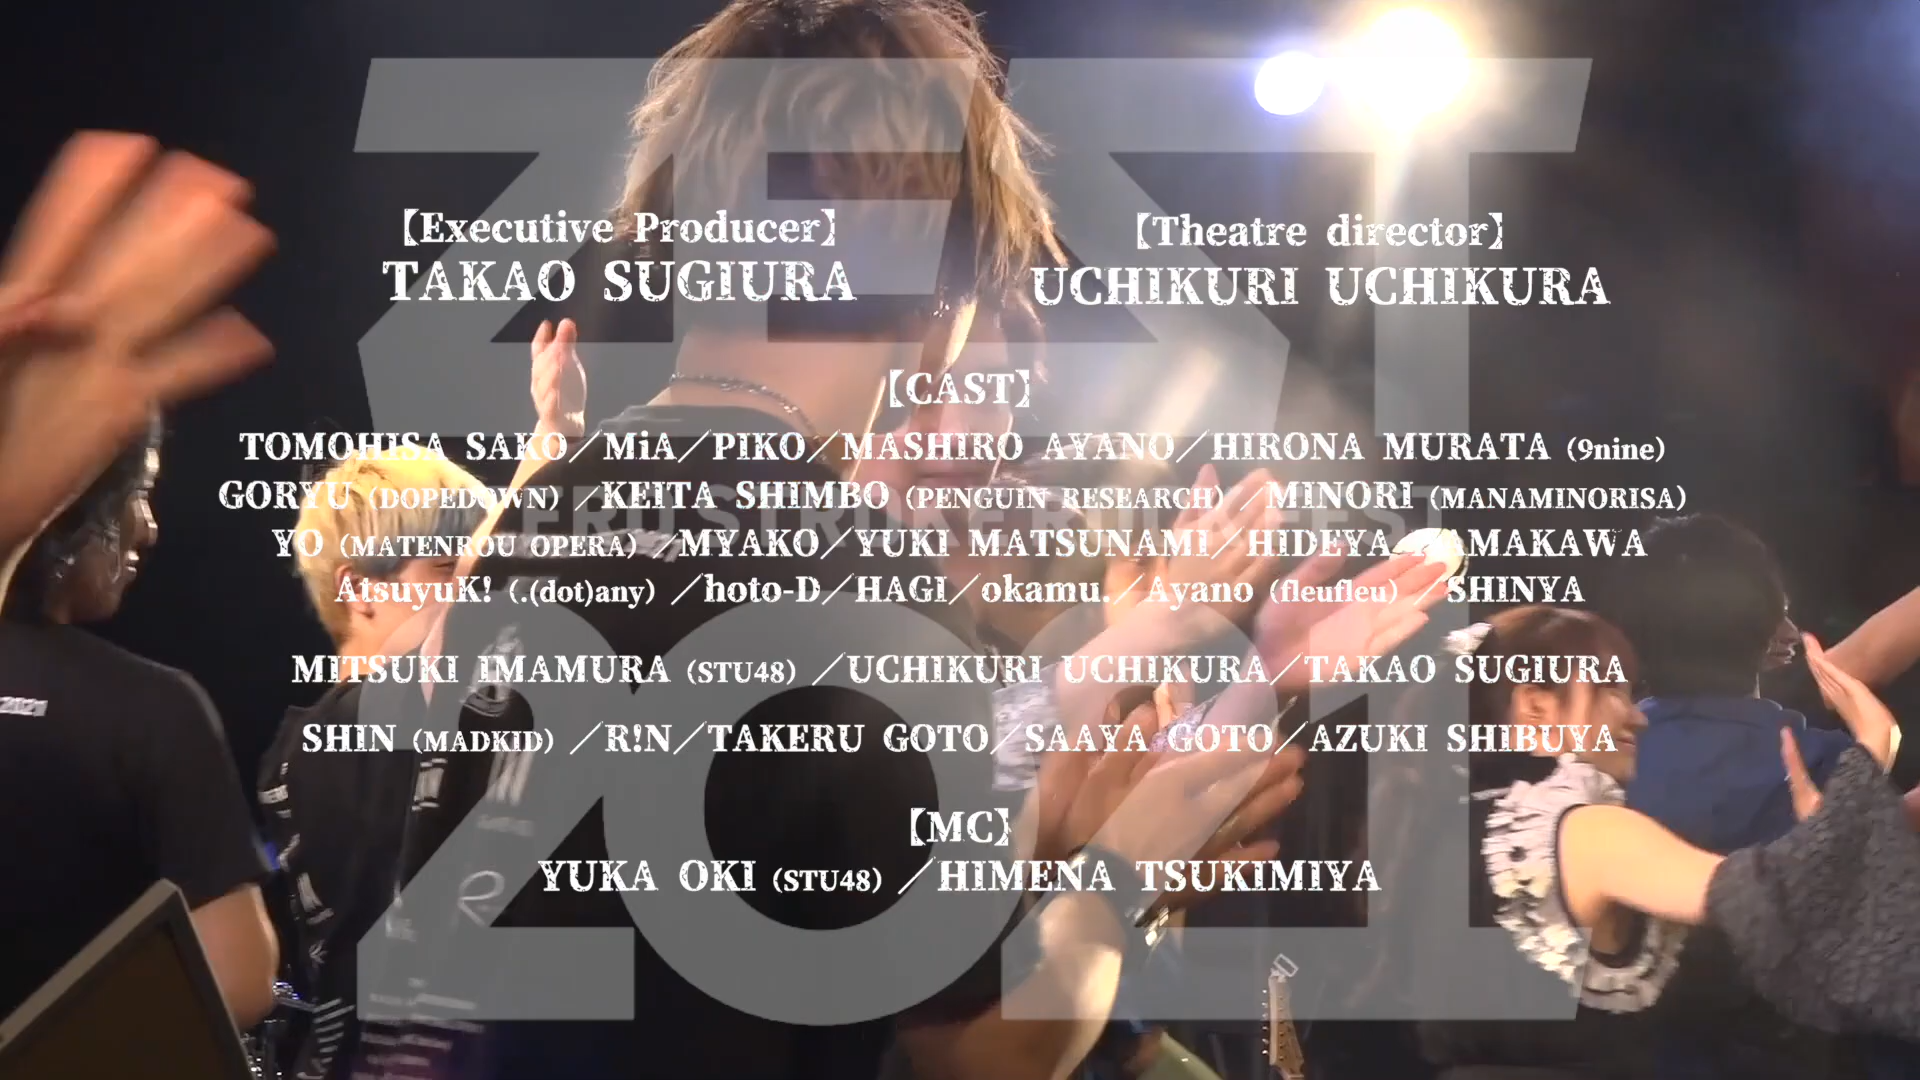 ZEST
【Executive Producer】
TAKAO SUGIURA
【Theatre director】
UCHIKURI UCHIKURA
【CAST】
TOMOHISA SAKO／MiA／PIKO／MASHIRO AYANO／HIRONA MURATA (9nine)
GORYU (DOPEDOWN) ／KEITA SHIMBO (PENGUIN RESEARCH) ／MINORI (MANAMINORISA)
YO (MATENROU OPERA) ／MYAKO／YUKI MATSUNAMI／HIDEYA YAMAKAWA
AtsuyuK! (.(dot)any) ／hoto-D／HAGI／okamu.／Ayano (fleufleu) ／SHINYA
MITSUKI IMAMURA (STU48) ／UCHIKURI UCHIKURA／TAKAO SUGIURA
SHIN (MADKID) ／R!N／TAKERU GOTO／SAAYA GOTO／AZUKI SHIBUYA
【MC】
YUKA OKI (STU48) ／HIMENA TSUKIMIYA
2021
2021